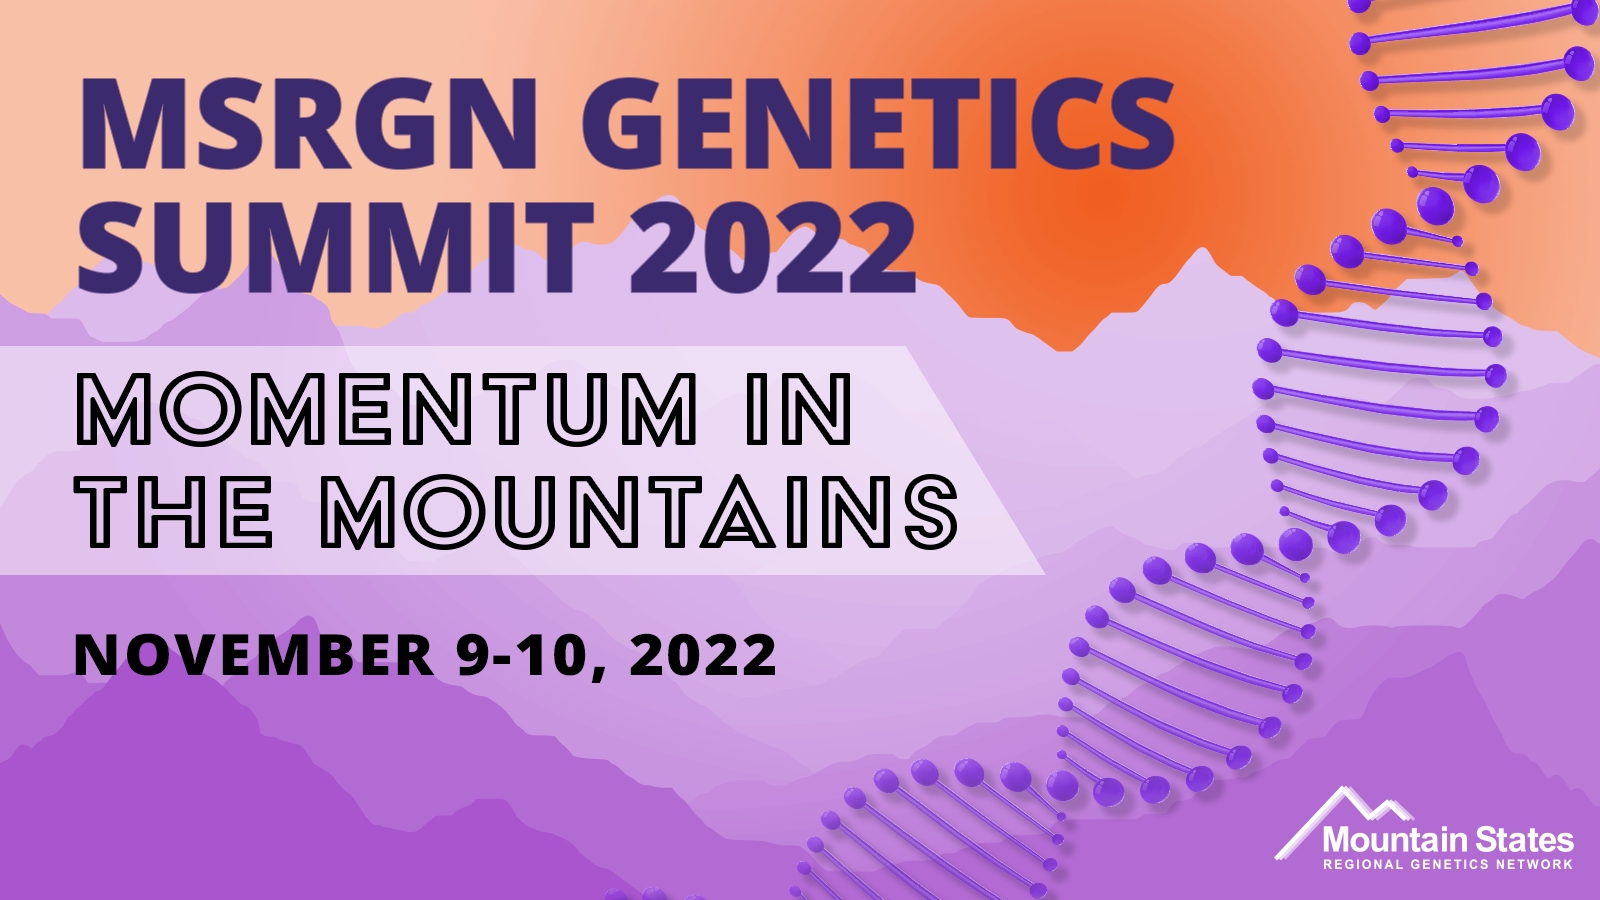 MSRGN GENETICS
SUMMIT 2022
MOMENTUM IN
THE MOUNTAINS
NOVEMBER 9-10, 2022
Mountain States
REGIONAL GENETICS NETWORK